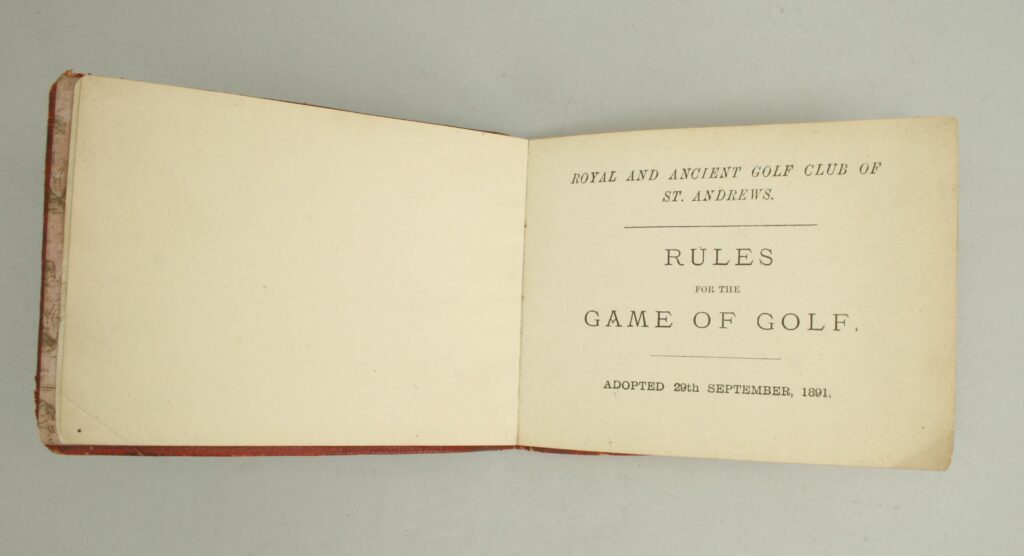 ROYAL AND ANCIENT GOLF CLUB OF
ST. ANDREWS.
RULES
FOR THE
GAME OF GOLF.
ADOPTED 29th SEPTEMBER, 1891.